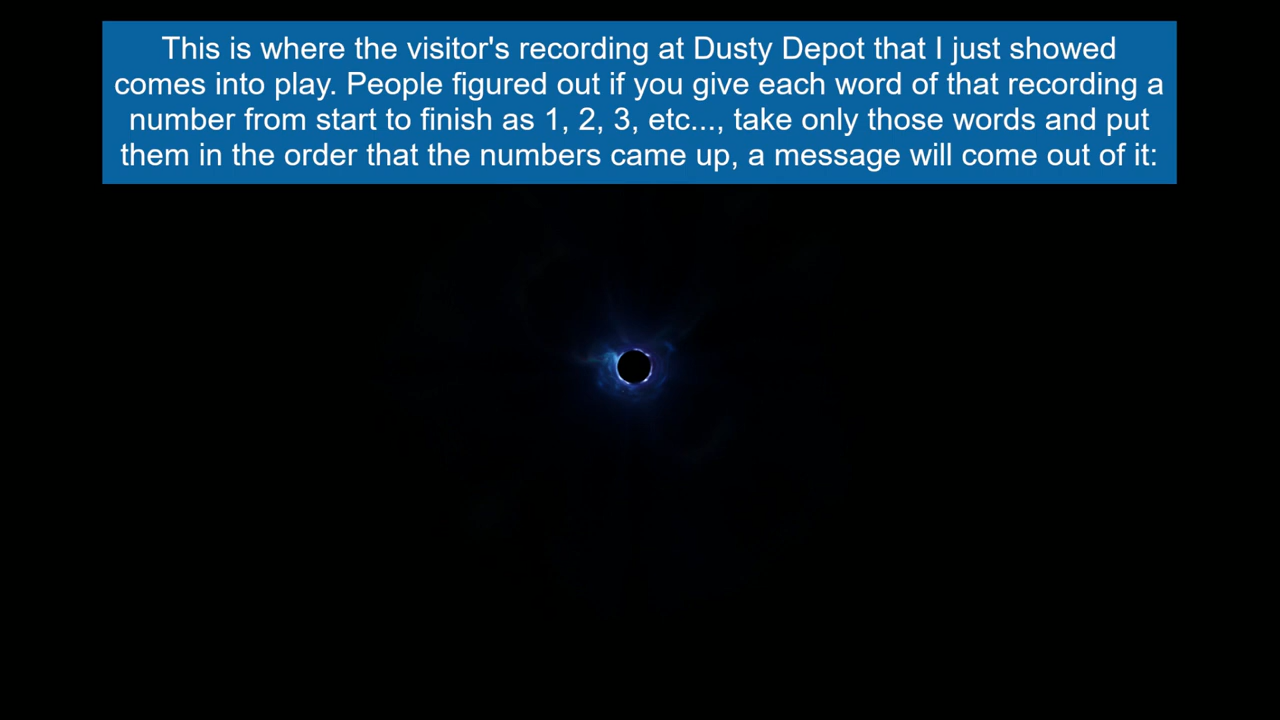 This is where the visitor's recording at Dusty Depot that I just showed
comes into play. People figured out if you give each word of that recording a
number from start to finish as 1, 2, 3, etc..., take only those words and put
them in the order that the numbers came up, a message will come out of it: